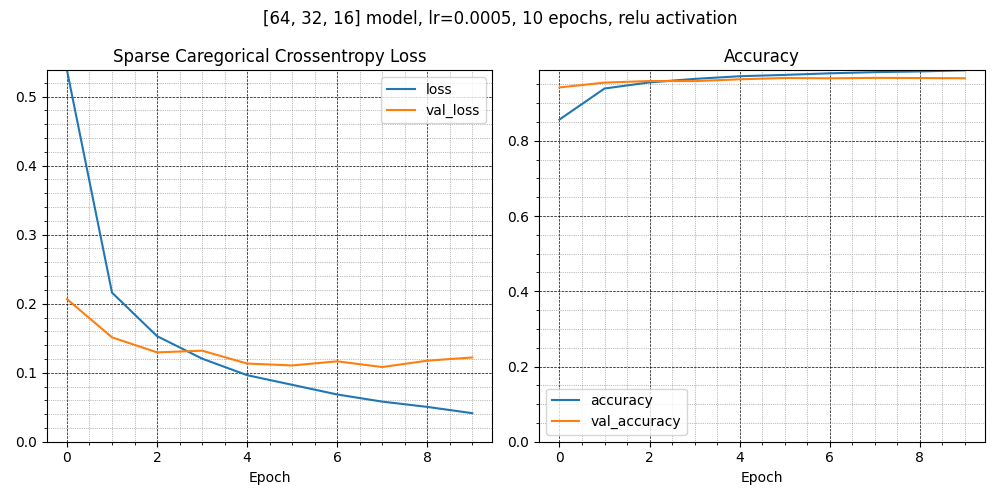 [64, 32, 16] model, lr=0.0005, 10 epochs, relu activation
Sparse Caregorical Crossentropy Loss
0.5
0.4
0.3
0.2
0.1
0.0
0 2 4 6 8
Epoch
loss
val_loss
Accuracy
0.8
0.6
0.4
0.2
0.0
0 2 4 6 8
Epoch
accuracy
val_accuracy